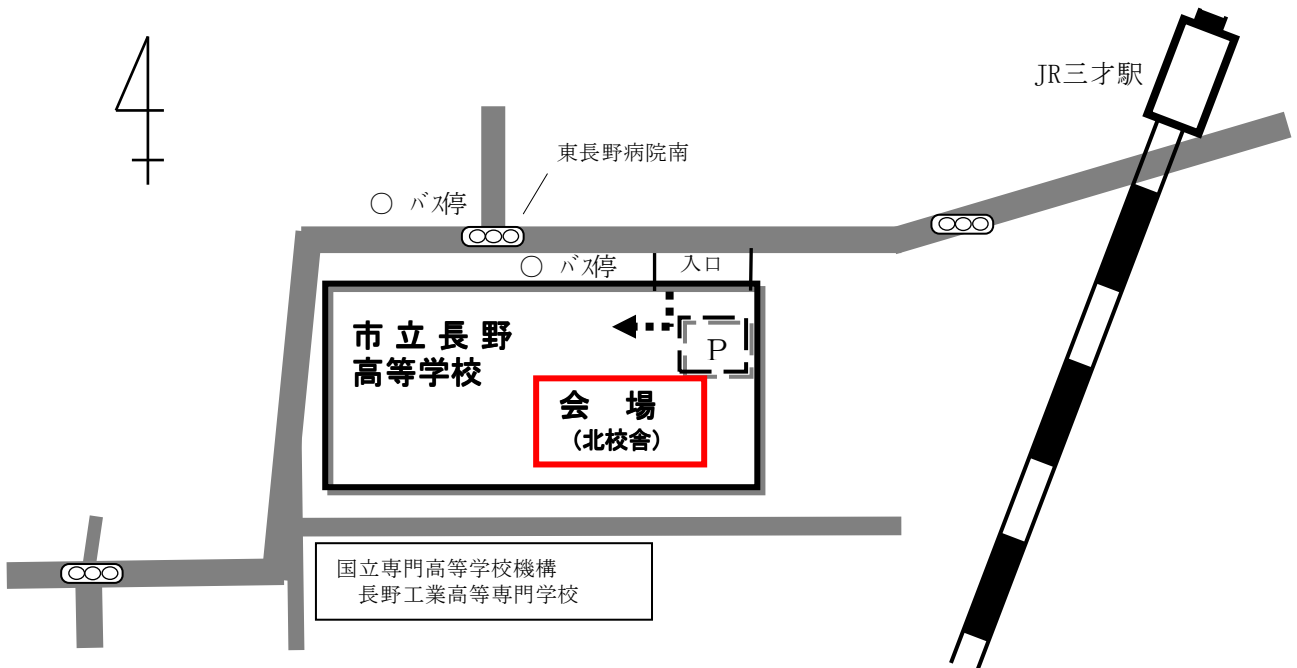 JR三才駅
東長野病院南
○ バス停
○ バス停
入口
市立長野
高等学校
P
会 場
（北校舎）
国立専門高等学校機構
長野工業高等専門学校